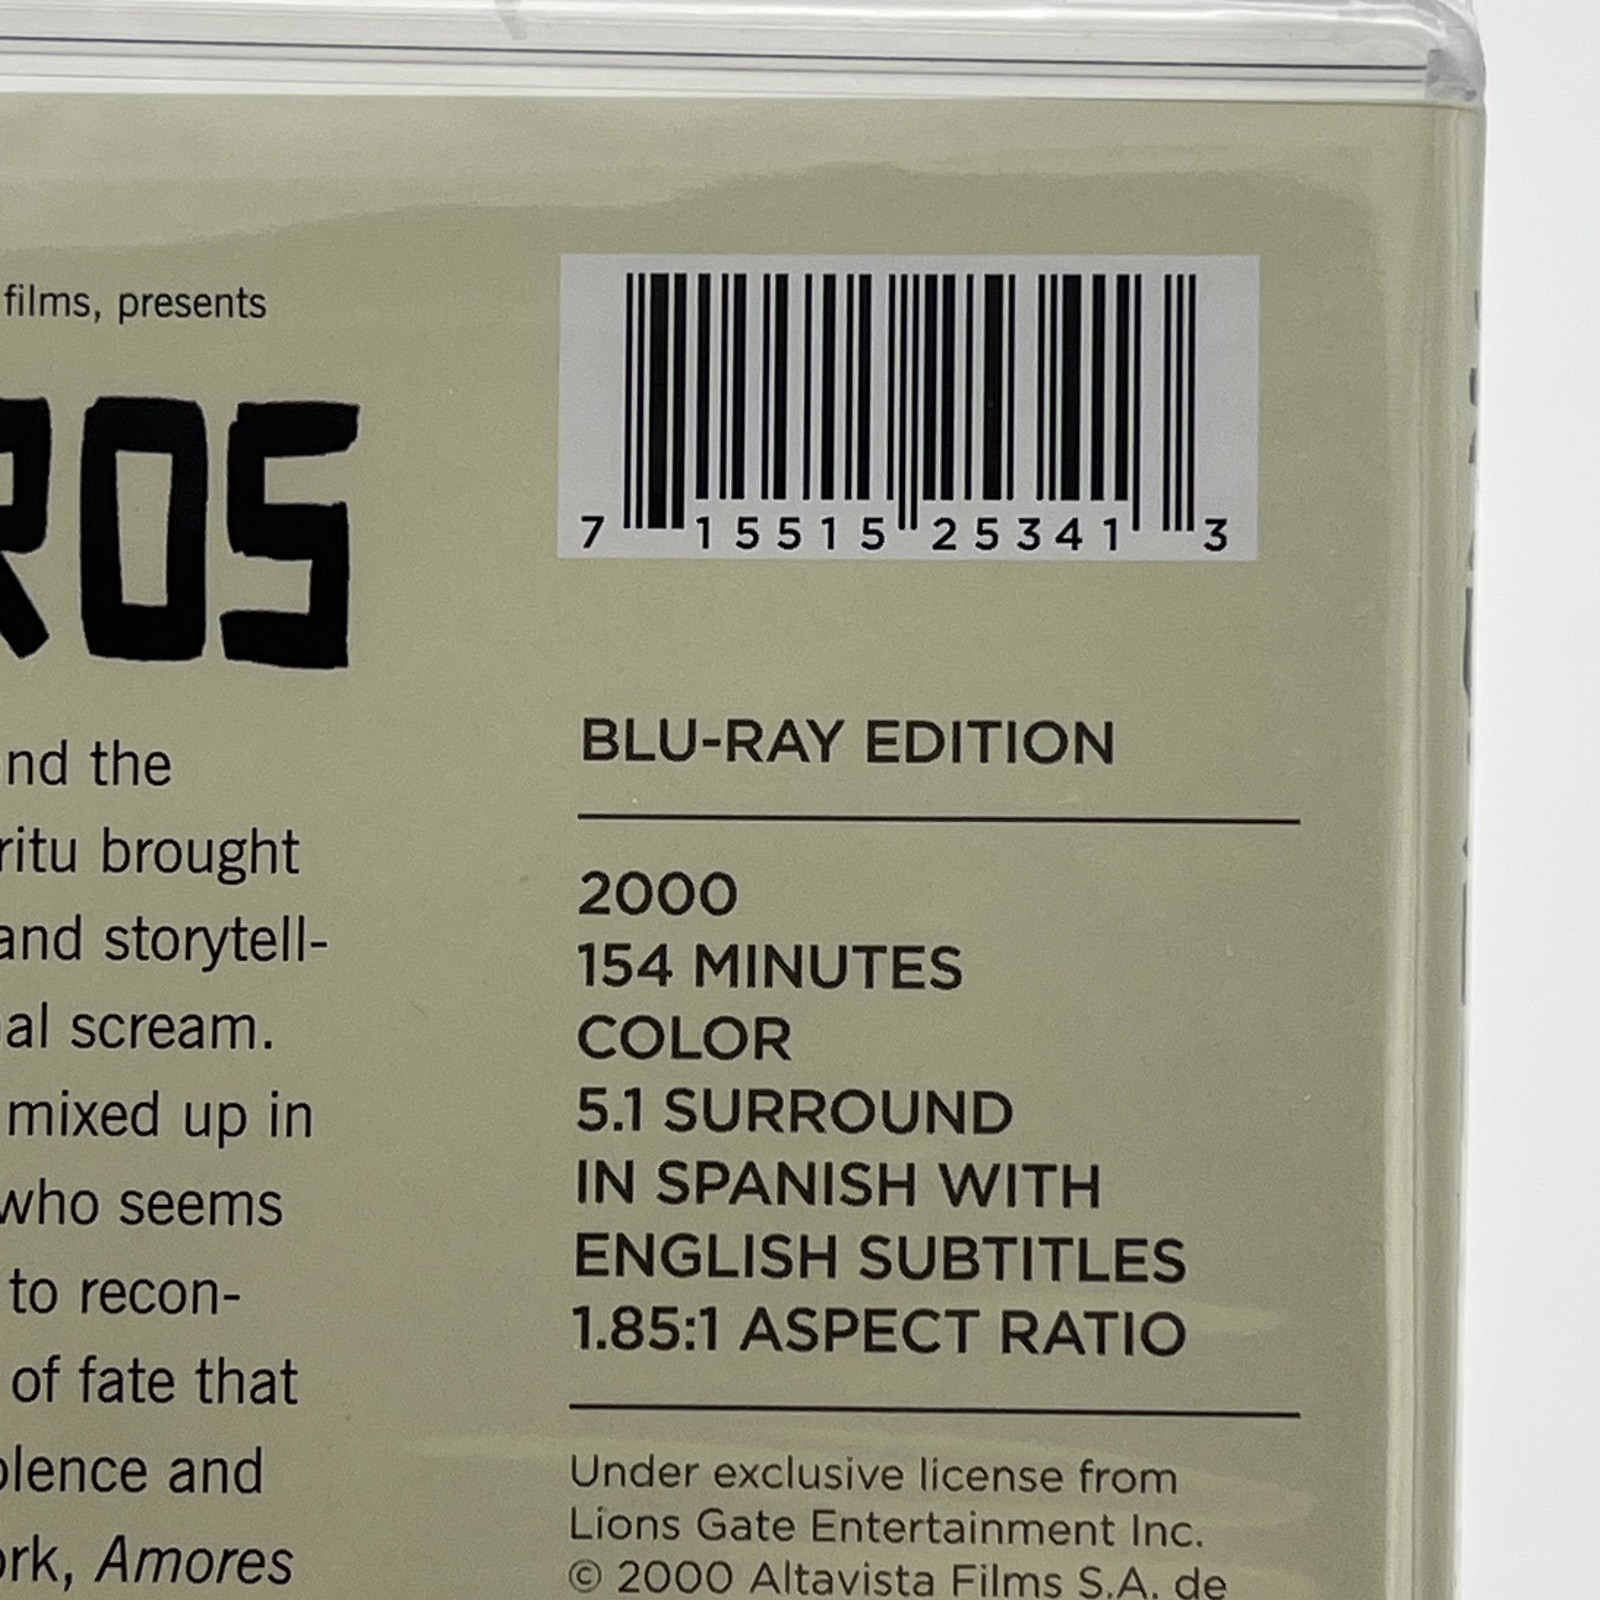 films, presents
ROS
nd the
ritu brought
and storytell-
al scream.
mixed up in
who seems
to recon-
of fate that
olence and
ork, Amores
7 15515 25341 3
BLU-RAY EDITION
2000
154 MINUTES
COLOR
5.1 SURROUND
IN SPANISH WITH
ENGLISH SUBTITLES
1.85:1 ASPECT RATIO
Under exclusive license from
Lions Gate Entertainment Inc.
© 2000 Altavista Films S.A. de